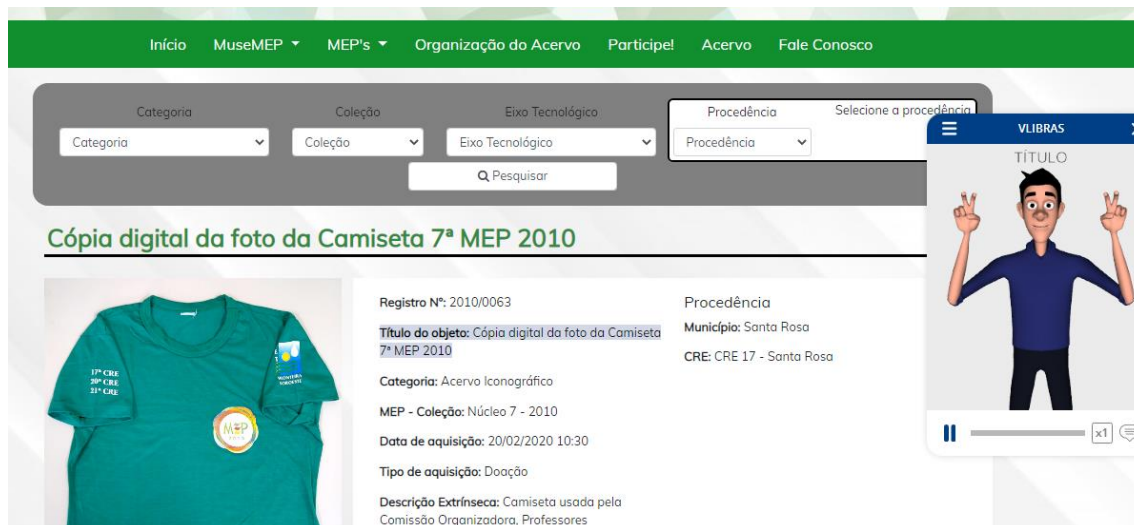 Início MuseMEP MEP's Organização do Acervo Participe! Acervo Fale Conosco
Categoria Coleção Eixo Tecnológico Procedência Selecione a procedência
Categoria Coleção Eixo Tecnológico Procedência
Pesquisar
VLIBRAS
TÍTULO
Cópia digital da foto da Camiseta 7ª MEP 2010
17ª CRE
20ª CRE
21ª CRE
MEP
Registro Nº: 2010/0063
Título do objeto: Cópia digital da foto da Camiseta
7ª MEP 2010
Categoria: Acervo Iconográfico
MEP - Coleção: Núcleo 7 - 2010
Data de aquisição: 20/02/2020 10:30
Tipo de aquisição: Doação
Descrição Extrínseca: Camiseta usada pela
Comissão Organizadora, Professores
Procedência
Município: Santa Rosa
CRE: CRE 17 - Santa Rosa
x1